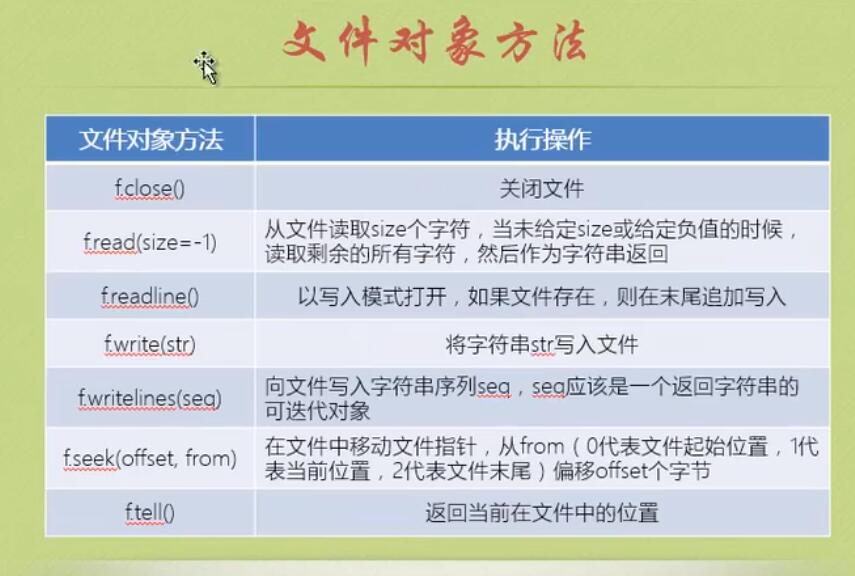 文件对象方法
文件对象方法 执行操作
f.close() 关闭文件
f.read(size=-1) 从文件读取size个字符，当未给定size或给定负值的时候，
读取剩余的所有字符，然后作为字符串返回
f.readline() 以写入模式打开，如果文件存在，则在末尾追加写入
f.write(str) 将字符串str写入文件
f.writelines(seq) 向文件写入字符串序列seq，seq应该是一个返回字符串的
可迭代对象
f.seek(offset, from) 在文件中移动文件指针，从from（0代表文件起始位置，1代
表当前位置，2代表文件末尾）偏移offset个字节
f.tell() 返回当前在文件中的位置